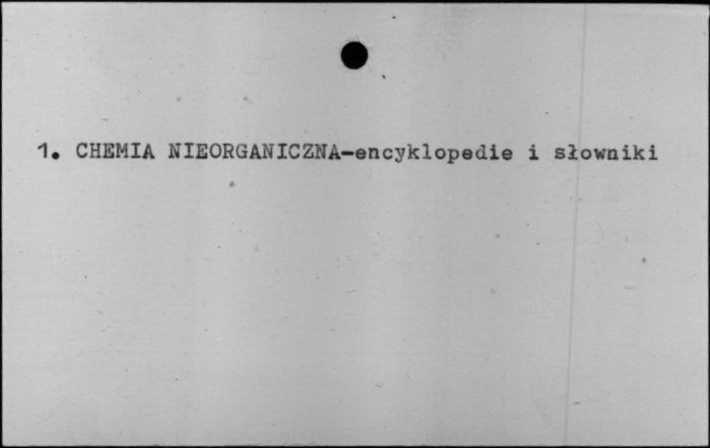 1. CHEMIA NIEORGANICZNA-encyklopedie i słowniki